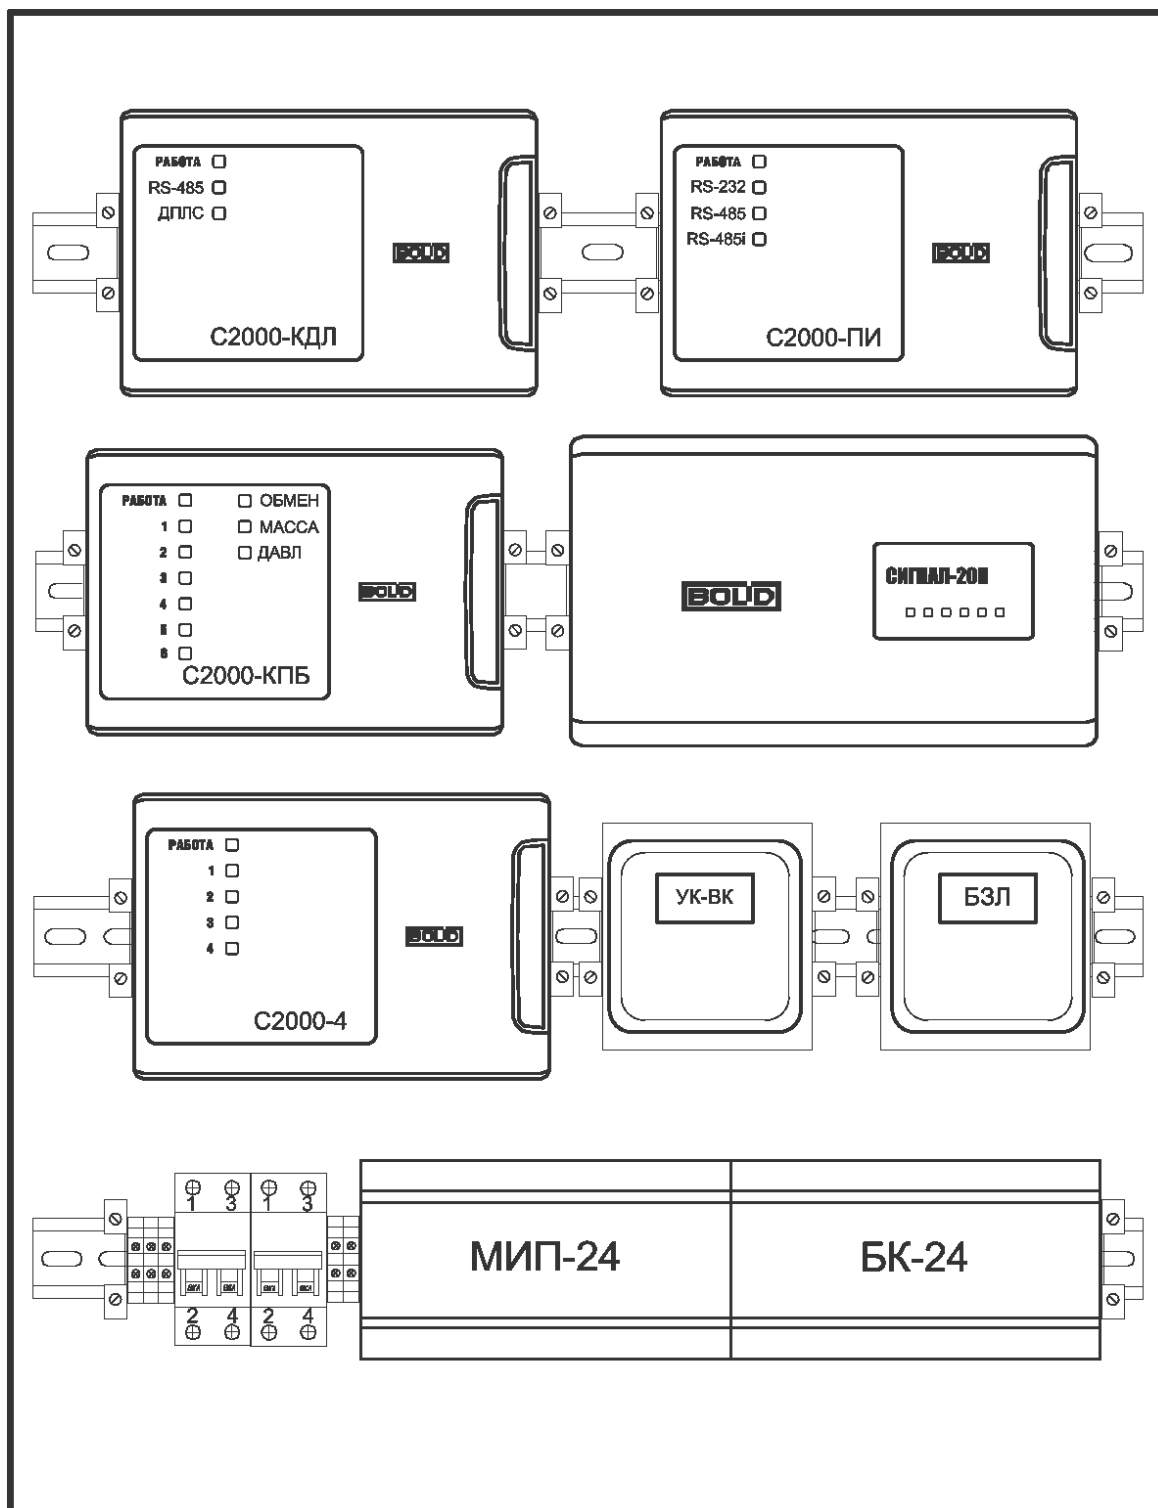 РАБОТА
RS-485
ДПЛС
BOLID
С2000-КДЛ
РАБОТА
RS-232
RS-485
RS-485i
BOLID
С2000-ПИ
РАБОТА
1
2
3
4
5
6
ОБМЕН
МАССА
ДАВЛ
BOLID
С2000-КПБ
BOLID
СИГНАЛ-20П
РАБОТА
1
2
3
4
BOLID
С2000-4
УК-ВК
БЗЛ
1 3 1 3
2 4 2 4
МИП-24
БК-24